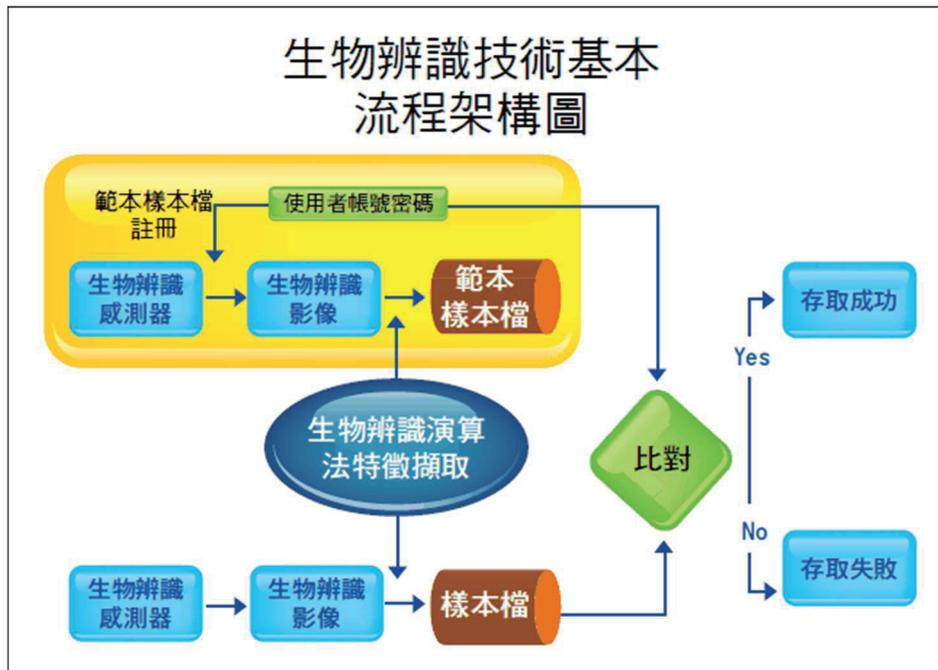 生物辨識技術基本
流程架構圖
範本樣本檔
註冊
使用者帳號密碼
生物辨識
感測器
生物辨識
影像
範本
樣本檔
存取成功
Yes
生物辨識演算
法特徵擷取
比對
No
存取失敗
生物辨識
感測器
生物辨識
影像
樣本檔